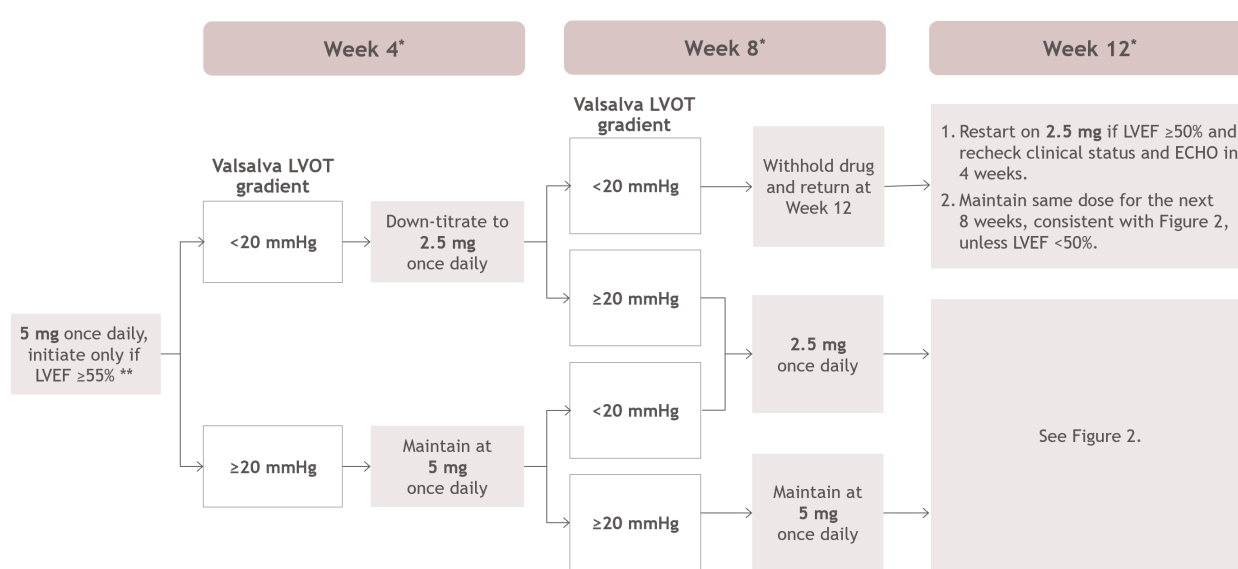 Week 4*
Week 8*
Week 12*
Valsalva LVOT
gradient
<20 mmHg
Down-titrate to
2.5 mg
once daily
5 mg once daily,
initiate only if
LVEF ≥55% **
≥20 mmHg
Maintain at
5 mg
once daily
Valsalva LVOT
gradient
<20 mmHg
Withhold drug
and return at
Week 12
≥20 mmHg
<20 mmHg
2.5 mg
once daily
≥20 mmHg
Maintain at
5 mg
once daily
1. Restart on 2.5 mg if LVEF ≥50% and
recheck clinical status and ECHO in
4 weeks.
2. Maintain same dose for the next
8 weeks, consistent with Figure 2,
unless LVEF <50%.
See Figure 2.